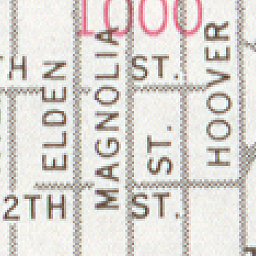 1000
TH ST.
ELDEN
MAGNOLIA
ST.
HOOVER
2TH ST.